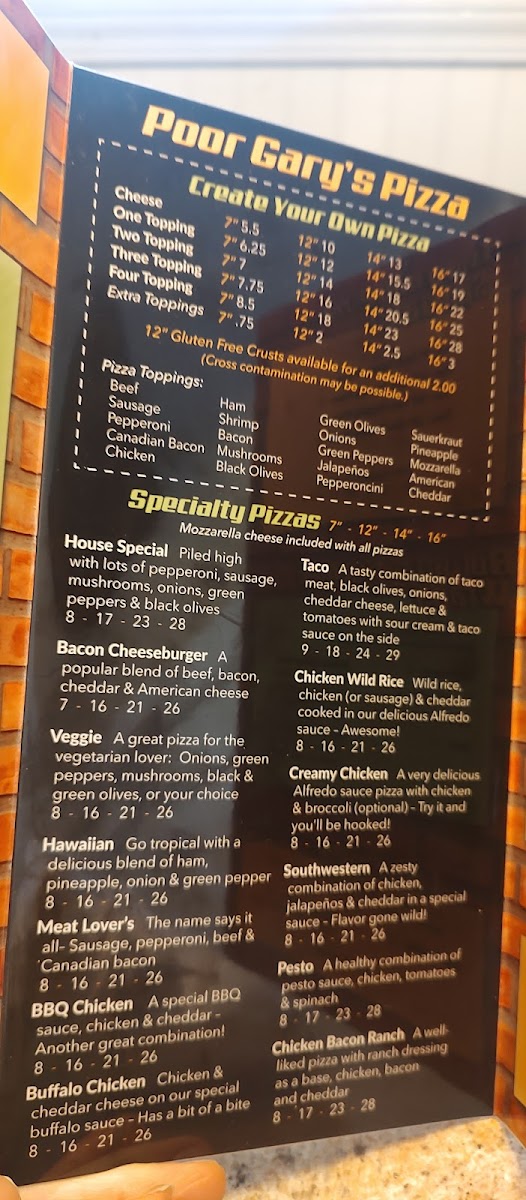 Poor Gary's Pizza
Create Your Own Pizza
Cheese 7" 5.5 12" 10 14" 13 16" 17
One Topping 7" 6.25 12" 12 14" 15.5 16" 19
Two Topping 7" 7 12" 14 14" 18 16" 22
Three Topping 7" 7.75 12" 16 14" 20.5 16" 25
Four Topping 7" 8.5 12" 18 14" 23 16" 28
Extra Toppings 7" .75 12" 2 14" 2.5 16" 3
12" Gluten Free Crusts available for an additional 2.00
(Cross contamination may be possible.)
Pizza Toppings:
Beef
Sausage
Pepperoni
Canadian Bacon
Chicken
Ham
Shrimp
Bacon
Mushrooms
Black Olives
Green Olives
Onions
Green Peppers
Jalapeños
Pepperoncini
Sauerkraut
Pineapple
Mozzarella
American
Cheddar
Specialty Pizzas 7" - 12" - 14" - 16"
Mozzarella cheese included with all pizzas
House Special Piled high
with lots of pepperoni, sausage,
mushrooms, onions, green
peppers & black olives
8 - 17 - 23 - 28
Bacon Cheeseburger A
popular blend of beef, bacon,
cheddar & American cheese
7 - 16 - 21 - 26
Veggie A great pizza for the
vegetarian lover: Onions, green
peppers, mushrooms, black &
green olives, or your choice
8 - 16 - 21 - 26
Hawaiian Go tropical with a
delicious blend of ham,
pineapple, onion & green pepper
8 - 16 - 21 - 26
Meat Lover's The name says it
all- Sausage, pepperoni, beef &
Canadian bacon
8 - 16 - 21 - 26
BBQ Chicken A special BBQ
sauce, chicken & cheddar -
Another great combination!
8 - 16 - 21 - 26
Buffalo Chicken Chicken &
cheddar cheese on our special
buffalo sauce - Has a bit of a bite
8 - 16 - 21 - 26
Taco A tasty combination of taco
meat, black olives, onions,
cheddar cheese, lettuce &
tomatoes with sour cream & taco
sauce on the side
9 - 18 - 24 - 29
Chicken Wild Rice Wild rice,
chicken (or sausage) & cheddar
cooked in our delicious Alfredo
sauce - Awesome!
8 - 16 - 21 - 26
Creamy Chicken A very delicious
Alfredo sauce pizza with chicken
& broccoli (optional) - Try it and
you'll be hooked!
8 - 16 - 21 - 26
Southwestern A zesty
combination of chicken,
jalapeños & cheddar in a special
sauce - Flavor gone wild!
8 - 16 - 21 - 26
Pesto A healthy combination of
pesto sauce, chicken, tomatoes
& spinach
8 - 17 - 23 - 28
Chicken Bacon Ranch A well-
liked pizza with ranch dressing
as a base, chicken, bacon
and cheddar
8 - 17 - 23 - 28